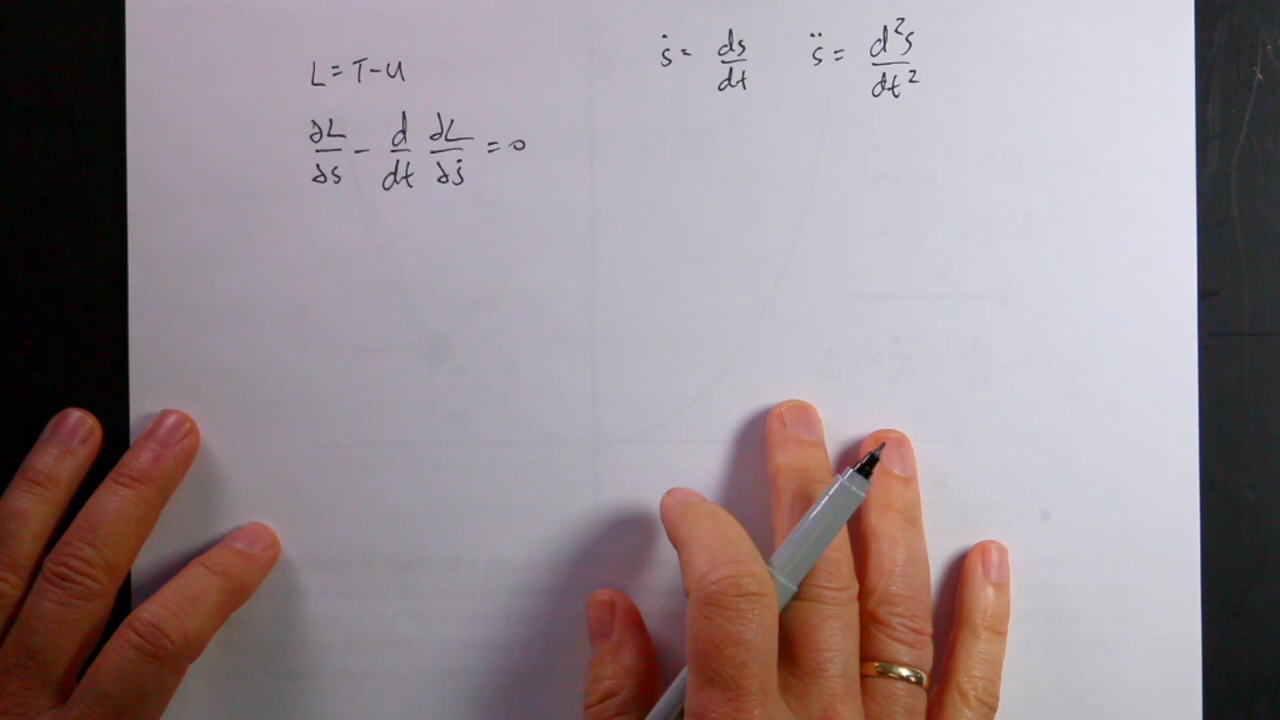 L = T - U
∂L/∂s - d/dt ∂L/∂ṡ = 0
ṡ = ds/dt   s̈ = d²s/dt²